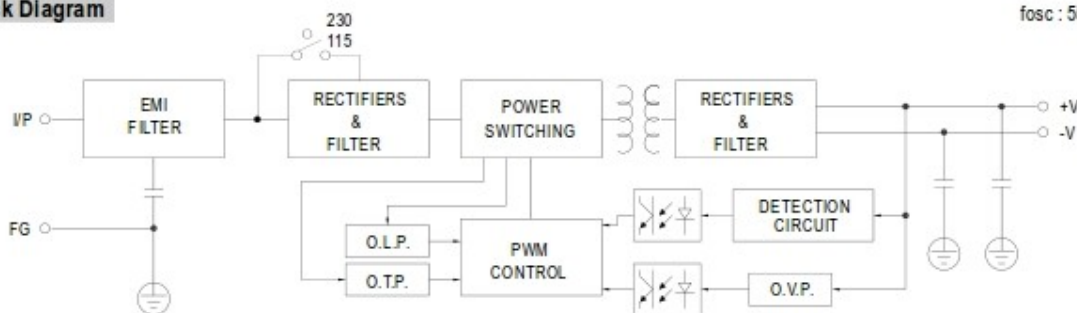 k Diagram
fosc : 5
230
115
I/P
EMI
FILTER
RECTIFIERS
&
FILTER
POWER
SWITCHING
RECTIFIERS
&
FILTER
+V
-V
FG
O.L.P.
O.T.P.
PWM
CONTROL
DETECTION
CIRCUIT
O.V.P.